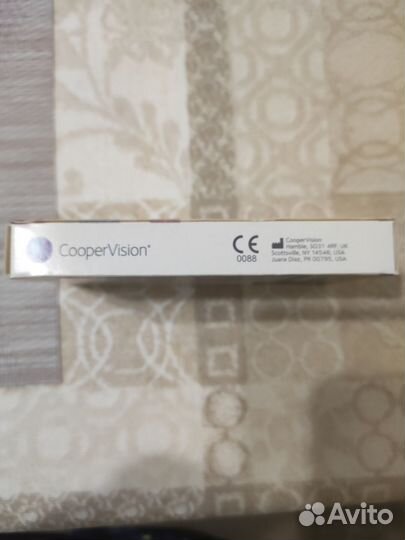 CooperVision®
CE
0088
CooperVision
Hamble, SO31 4RF, UK
Scottsville, NY 14546, USA
Juana Diaz, PR 00795, USA
Avito